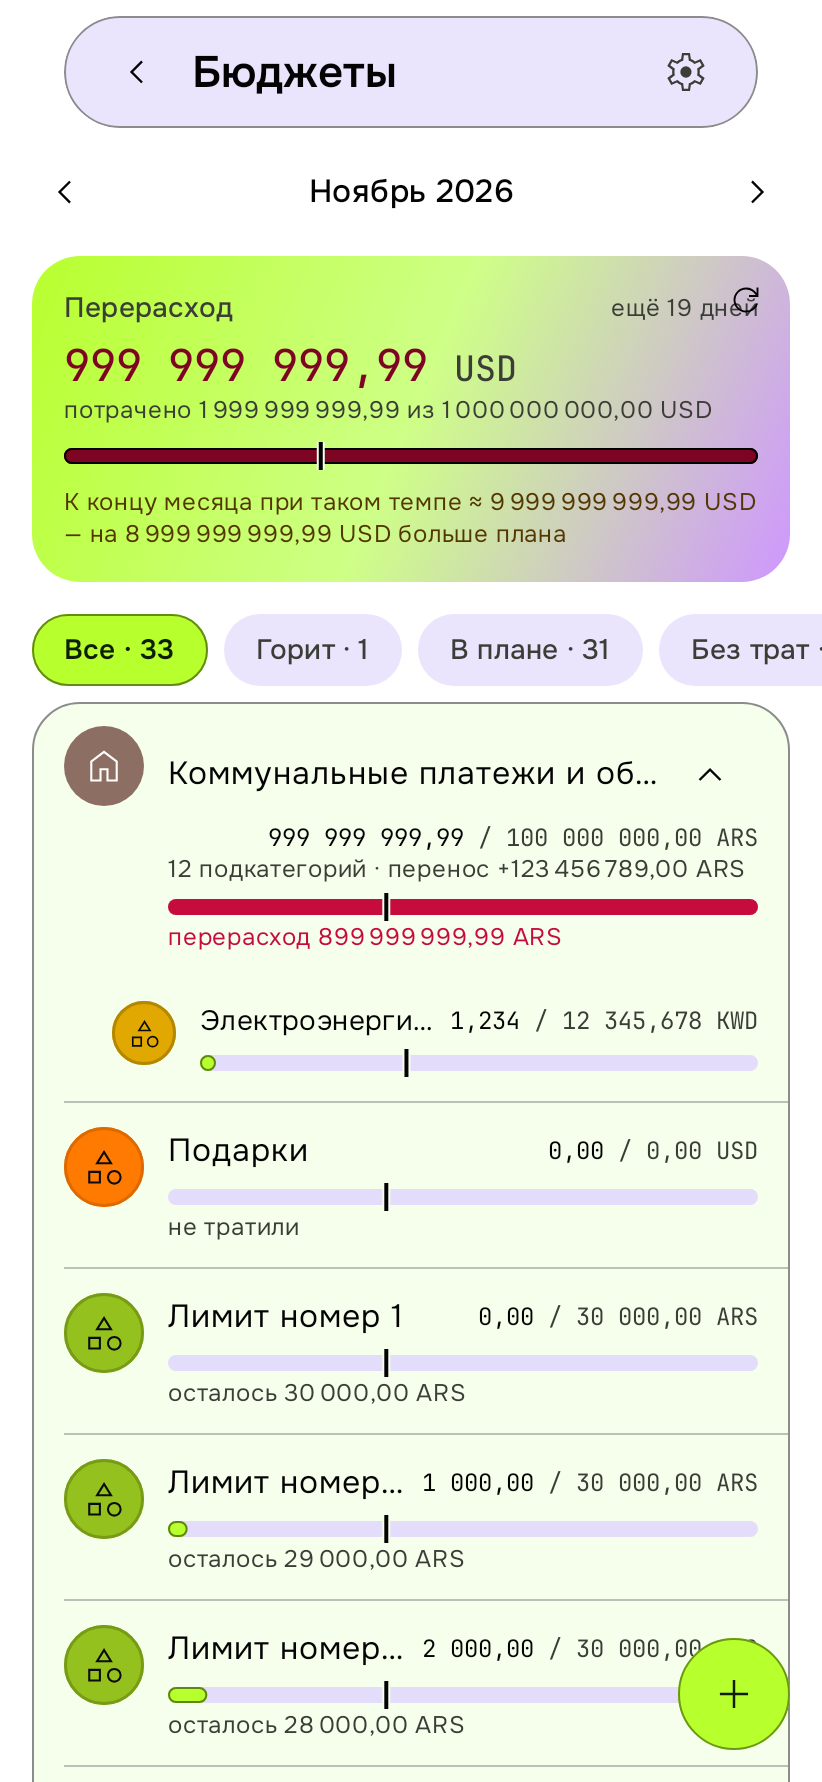 Бюджеты
Ноябрь 2026
Перерасход
ещё 19 дней
999 999 999,99 USD
потрачено 1 999 999 999,99 из 1 000 000 000,00 USD
К концу месяца при таком темпе ≈ 9 999 999 999,99 USD
— на 8 999 999 999,99 USD больше плана
Все · 33
Горит · 1
В плане · 31
Без трат ·
Коммунальные платежи и об...
999 999 999,99 / 100 000 000,00 ARS
12 подкатегорий · перенос +123 456 789,00 ARS
перерасход 899 999 999,99 ARS
Электроэнерги... 1,234 / 12 345,678 KWD
Подарки 0,00 / 0,00 USD
не тратили
Лимит номер 1 0,00 / 30 000,00 ARS
осталось 30 000,00 ARS
Лимит номер... 1 000,00 / 30 000,00 ARS
осталось 29 000,00 ARS
Лимит номер... 2 000,00 / 30 000,00
осталось 28 000,00 ARS